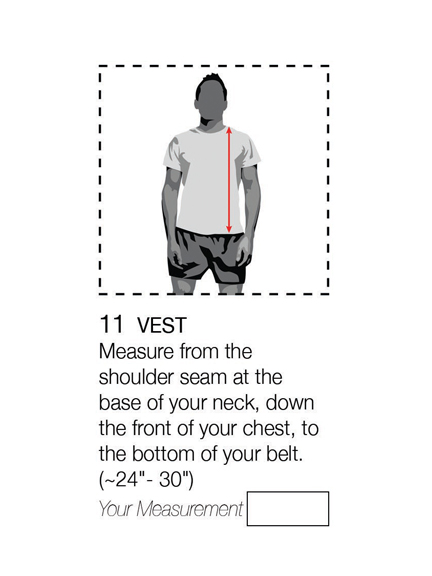 11 VEST
Measure from the
shoulder seam at the
base of your neck, down
the front of your chest, to
the bottom of your belt.
(~24"- 30")
Your Measurement